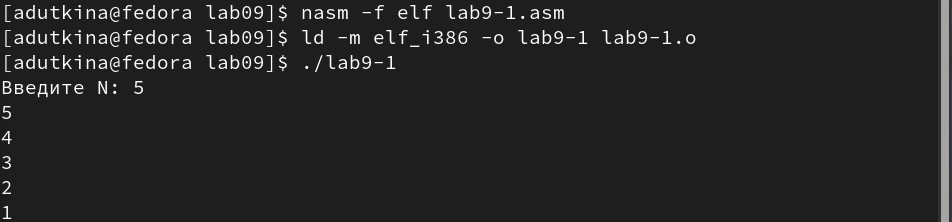 [adutkina@fedora lab09]$ nasm -f elf lab9-1.asm
[adutkina@fedora lab09]$ ld -m elf_i386 -o lab9-1 lab9-1.o
[adutkina@fedora lab09]$ ./lab9-1
Введите N: 5
5
4
3
2
1